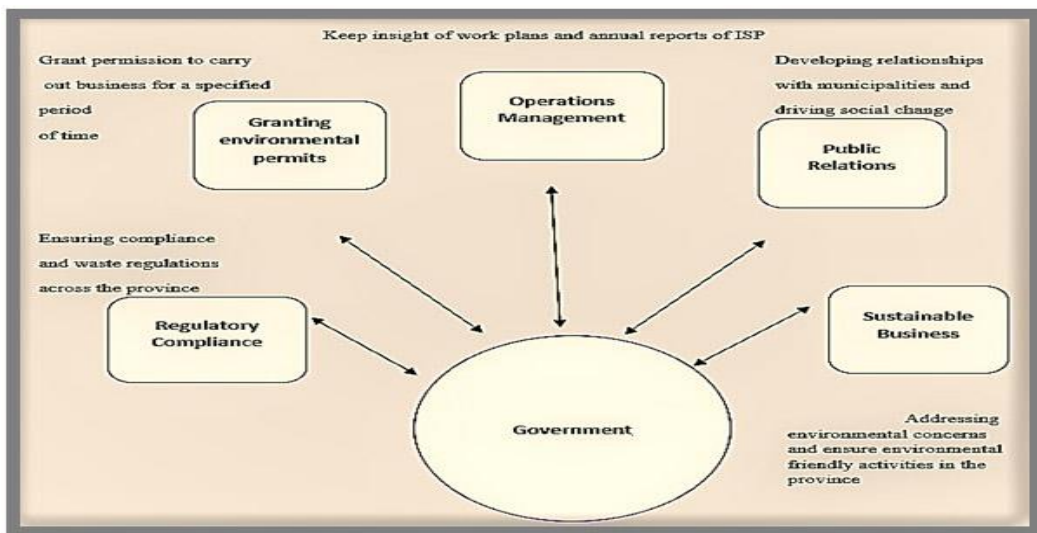 Keep insight of work plans and annual reports of ISP
Grant permission to carry
out business for a specified
period
of time
Granting
environmental
permits
Operations
Management
Developing relationships
with municipalities and
driving social change
Public
Relations
Ensuring compliance
and waste regulations
across the province
Regulatory
Compliance
Sustainable
Business
Government
Addressing
environmental concerns
and ensure environmental
friendly activities in the
province